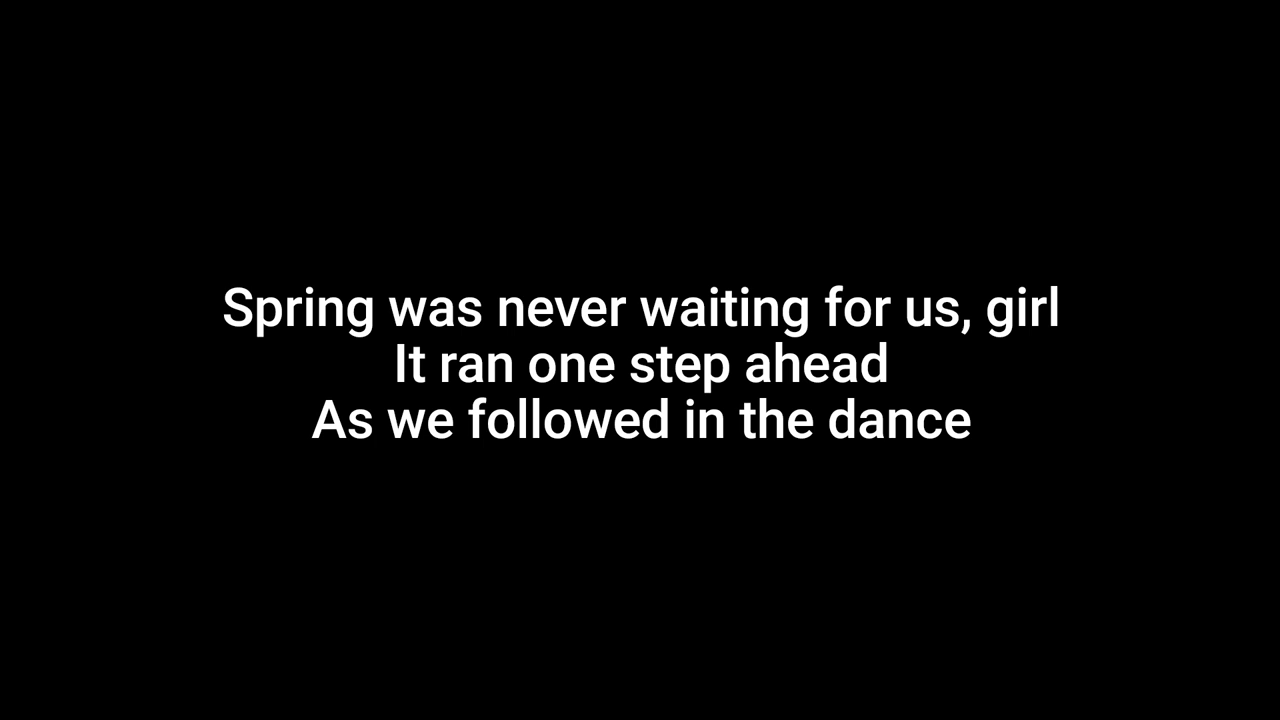 Spring was never waiting for us, girl
It ran one step ahead
As we followed in the dance